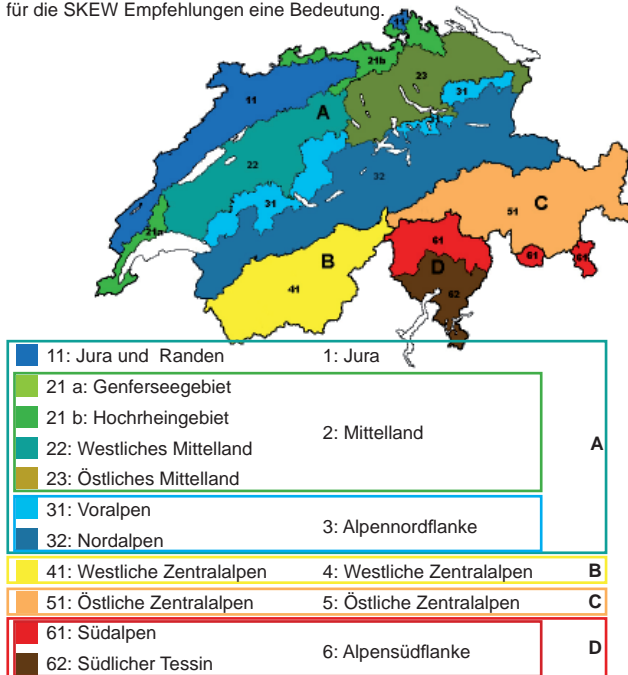 für die SKEW Empfehlungen eine Bedeutung.
11
21b
23
31
11
A
31
22
32
31
51
C
21a
61
B
D
61
61
41
62
11: Jura und Randen 1: Jura
21 a: Genferseegebiet
21 b: Hochrheingebiet
22: Westliches Mittelland
2: Mittelland
23: Östliches Mittelland
A
31: Voralpen
32: Nordalpen
3: Alpennordflanke
41: Westliche Zentralalpen 4: Westliche Zentralalpen B
51: Östliche Zentralalpen 5: Östliche Zentralalpen C
61: Südalpen
6: Alpensüdflanke D
62: Südlicher Tessin